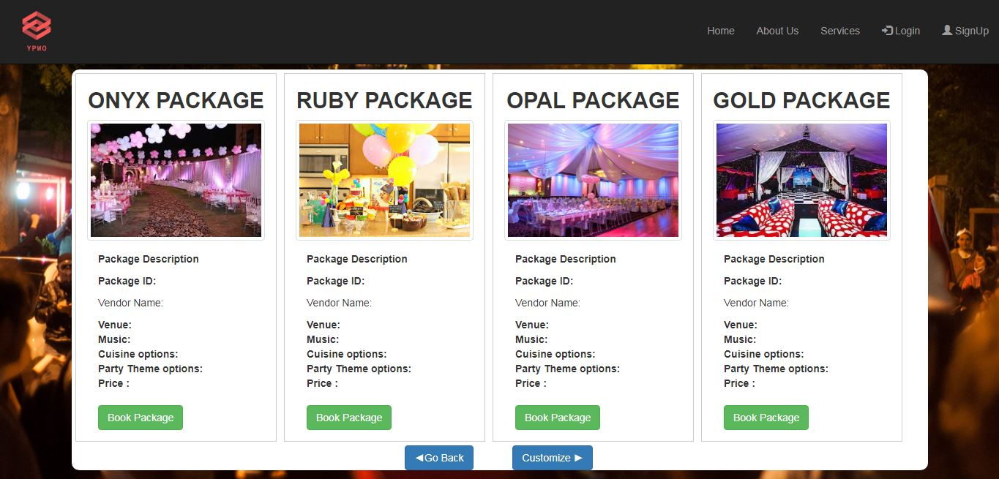 YPWO
Home About Us Services Login SignUp
ONYX PACKAGE
Package Description
Package ID:
Vendor Name:
Venue:
Music:
Cuisine options:
Party Theme options:
Price :
Book Package
RUBY PACKAGE
Package Description
Package ID:
Vendor Name:
Venue:
Music:
Cuisine options:
Party Theme options:
Price :
Book Package
OPAL PACKAGE
Package Description
Package ID:
Vendor Name:
Venue:
Music:
Cuisine options:
Party Theme options:
Price :
Book Package
GOLD PACKAGE
Package Description
Package ID:
Vendor Name:
Venue:
Music:
Cuisine options:
Party Theme options:
Price :
Book Package
◄Go Back
Customize ►